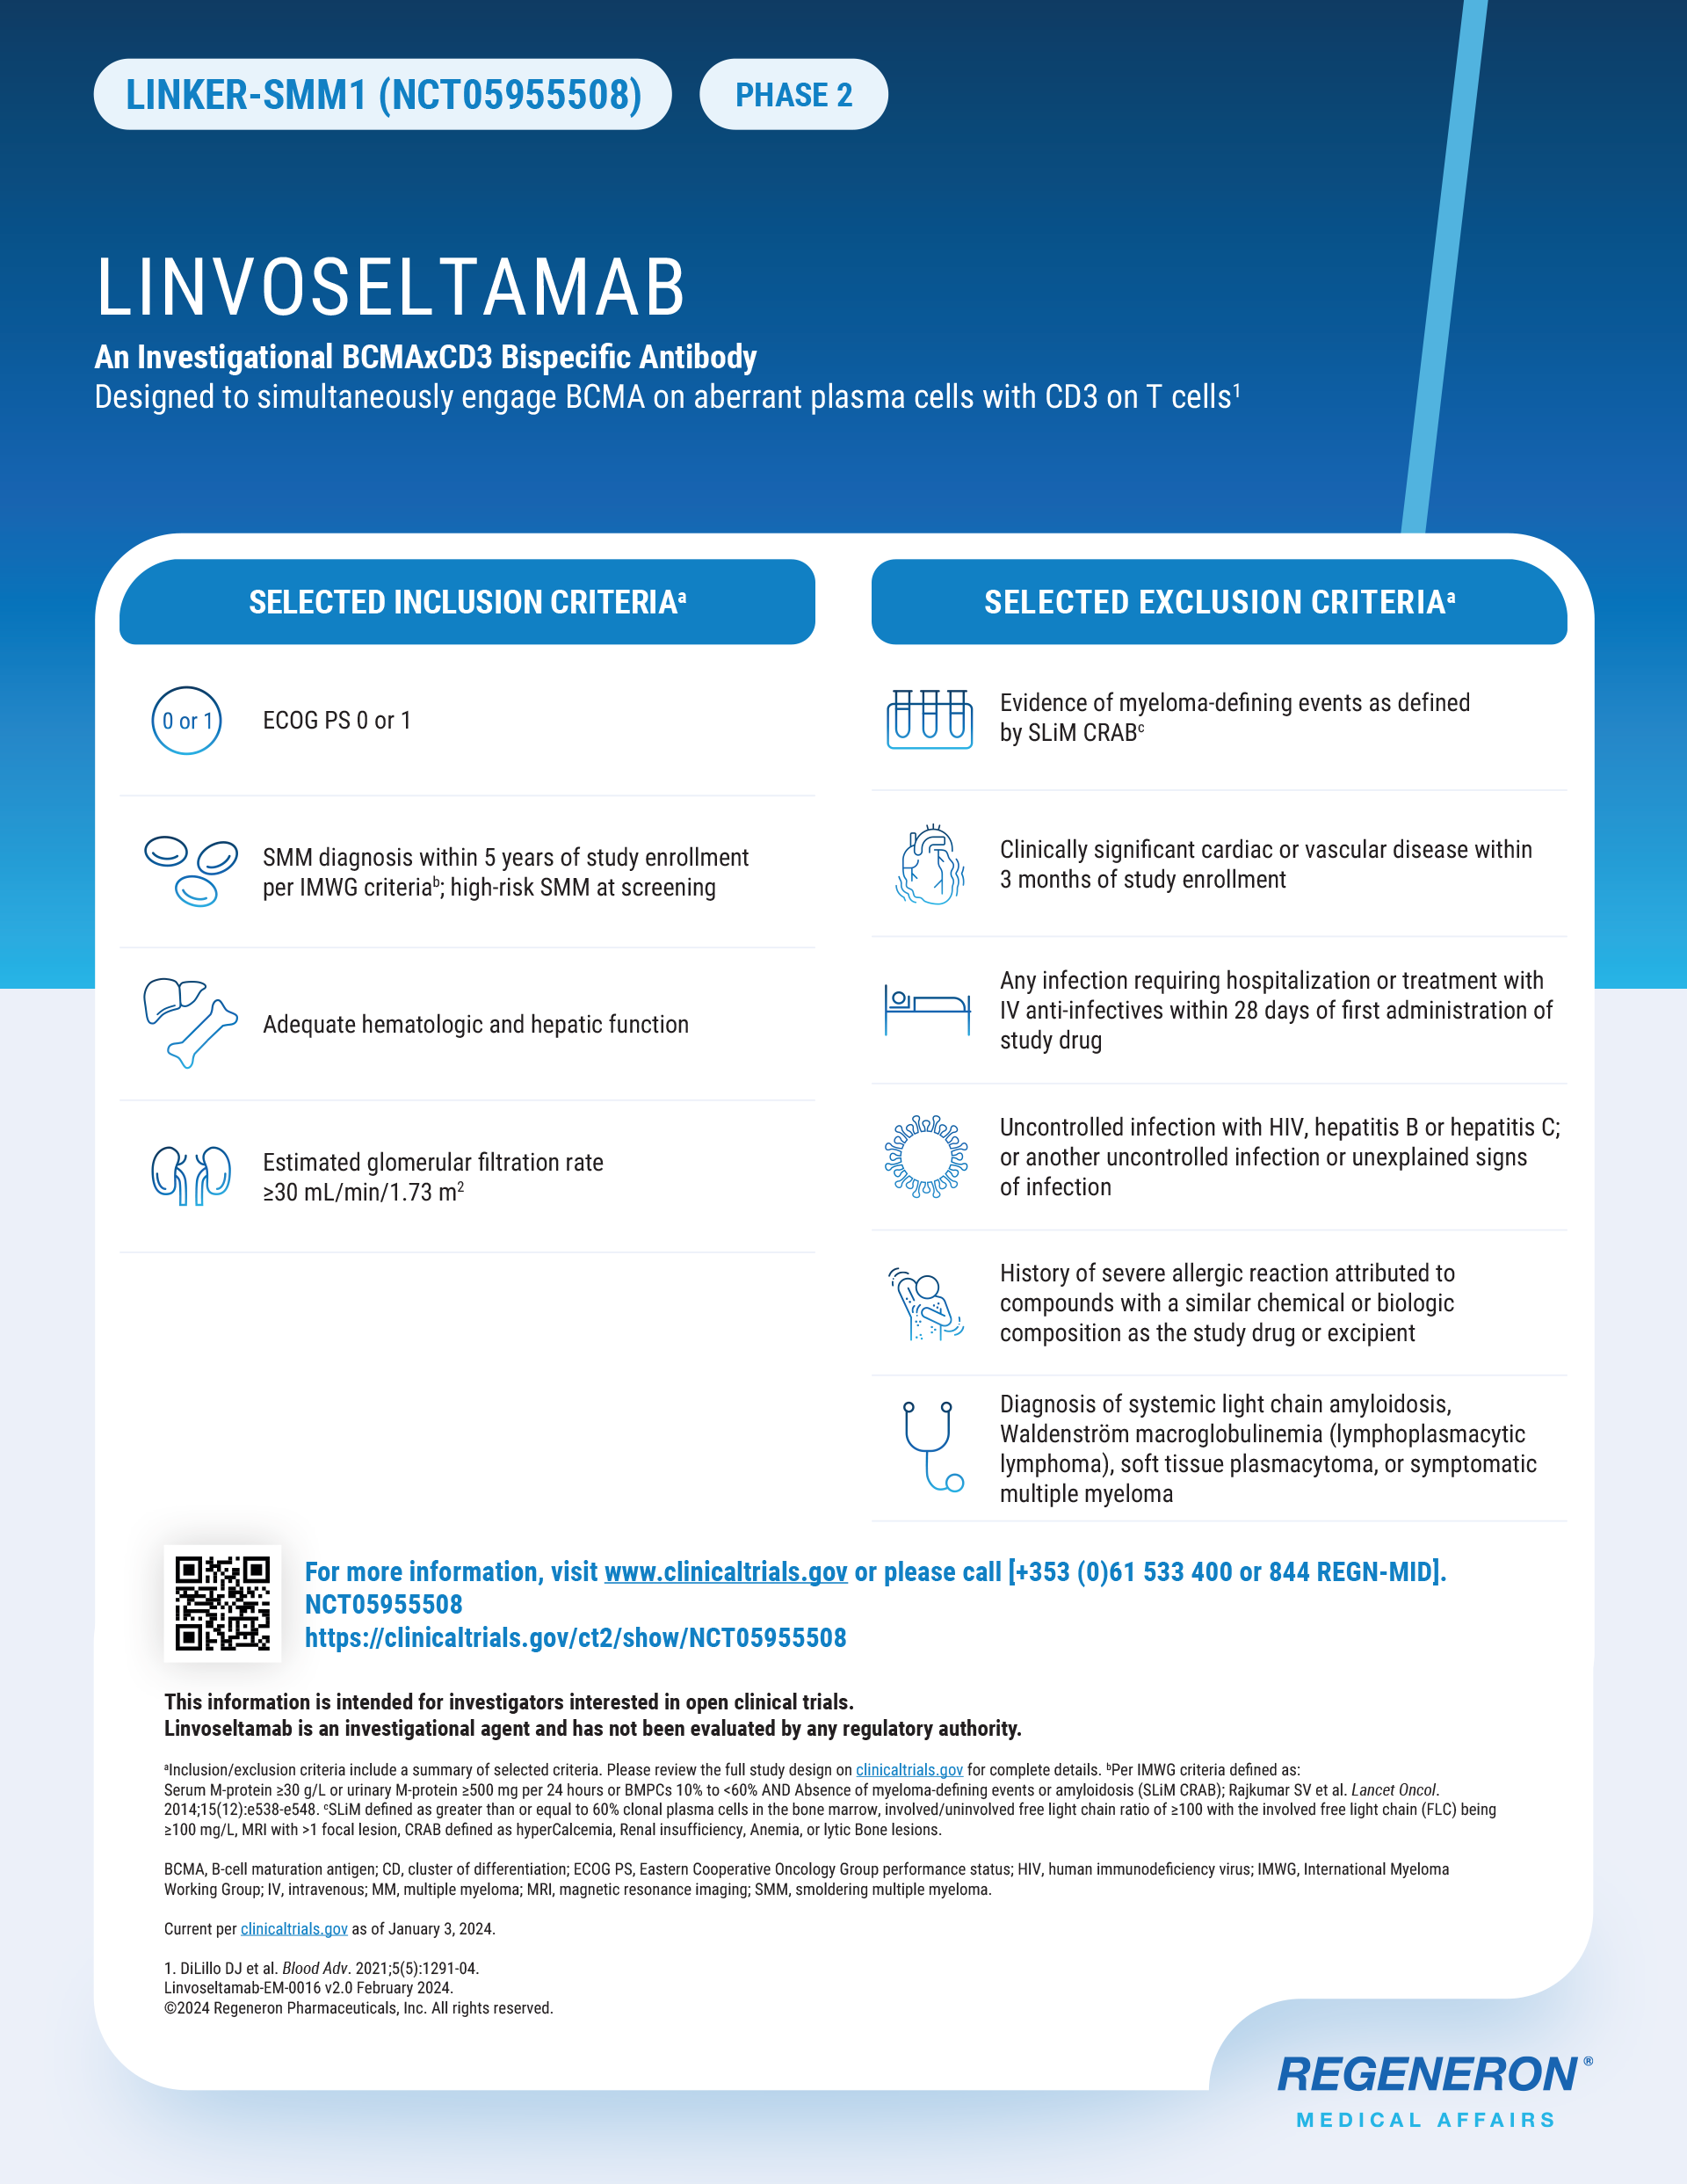 LINKER-SMM1 (NCT05955508)
PHASE 2
LINVOSELTAMAB
An Investigational BCMAxCD3 Bispecific Antibody
Designed to simultaneously engage BCMA on aberrant plasma cells with CD3 on T cells¹
SELECTED INCLUSION CRITERIAᵃ
0 or 1
ECOG PS 0 or 1
SMM diagnosis within 5 years of study enrollment
per IMWG criteriaᵇ; high-risk SMM at screening
Adequate hematologic and hepatic function
Estimated glomerular filtration rate
≥30 mL/min/1.73 m²
SELECTED EXCLUSION CRITERIAᵃ
Evidence of myeloma-defining events as defined
by SLiM CRABᶜ
Clinically significant cardiac or vascular disease within
3 months of study enrollment
Any infection requiring hospitalization or treatment with
IV anti-infectives within 28 days of first administration of
study drug
Uncontrolled infection with HIV, hepatitis B or hepatitis C;
or another uncontrolled infection or unexplained signs
of infection
History of severe allergic reaction attributed to
compounds with a similar chemical or biologic
composition as the study drug or excipient
Diagnosis of systemic light chain amyloidosis,
Waldenström macroglobulinemia (lymphoplasmacytic
lymphoma), soft tissue plasmacytoma, or symptomatic
multiple myeloma
For more information, visit www.clinicaltrials.gov or please call [+353 (0)61 533 400 or 844 REGN-MID].
NCT05955508
https://clinicaltrials.gov/ct2/show/NCT05955508
This information is intended for investigators interested in open clinical trials.
Linvoseltamab is an investigational agent and has not been evaluated by any regulatory authority.
ᵃInclusion/exclusion criteria include a summary of selected criteria. Please review the full study design on clinicaltrials.gov for complete details. ᵇPer IMWG criteria defined as:
Serum M-protein ≥30 g/L or urinary M-protein ≥500 mg per 24 hours or BMPCs 10% to <60% AND Absence of myeloma-defining events or amyloidosis (SLiM CRAB); Rajkumar SV et al. Lancet Oncol.
2014;15(12):e538-e548. ᶜSLiM defined as greater than or equal to 60% clonal plasma cells in the bone marrow, involved/uninvolved free light chain ratio of ≥100 with the involved free light chain (FLC) being
≥100 mg/L, MRI with >1 focal lesion, CRAB defined as hyperCalcemia, Renal insufficiency, Anemia, or lytic Bone lesions.
BCMA, B-cell maturation antigen; CD, cluster of differentiation; ECOG PS, Eastern Cooperative Oncology Group performance status; HIV, human immunodeficiency virus; IMWG, International Myeloma
Working Group; IV, intravenous; MM, multiple myeloma; MRI, magnetic resonance imaging; SMM, smoldering multiple myeloma.
Current per clinicaltrials.gov as of January 3, 2024.
1. DiLillo DJ et al. Blood Adv. 2021;5(5):1291-04.
Linvoseltamab-EM-0016 v2.0 February 2024.
©2024 Regeneron Pharmaceuticals, Inc. All rights reserved.
REGENERON®
MEDICAL AFFAIRS